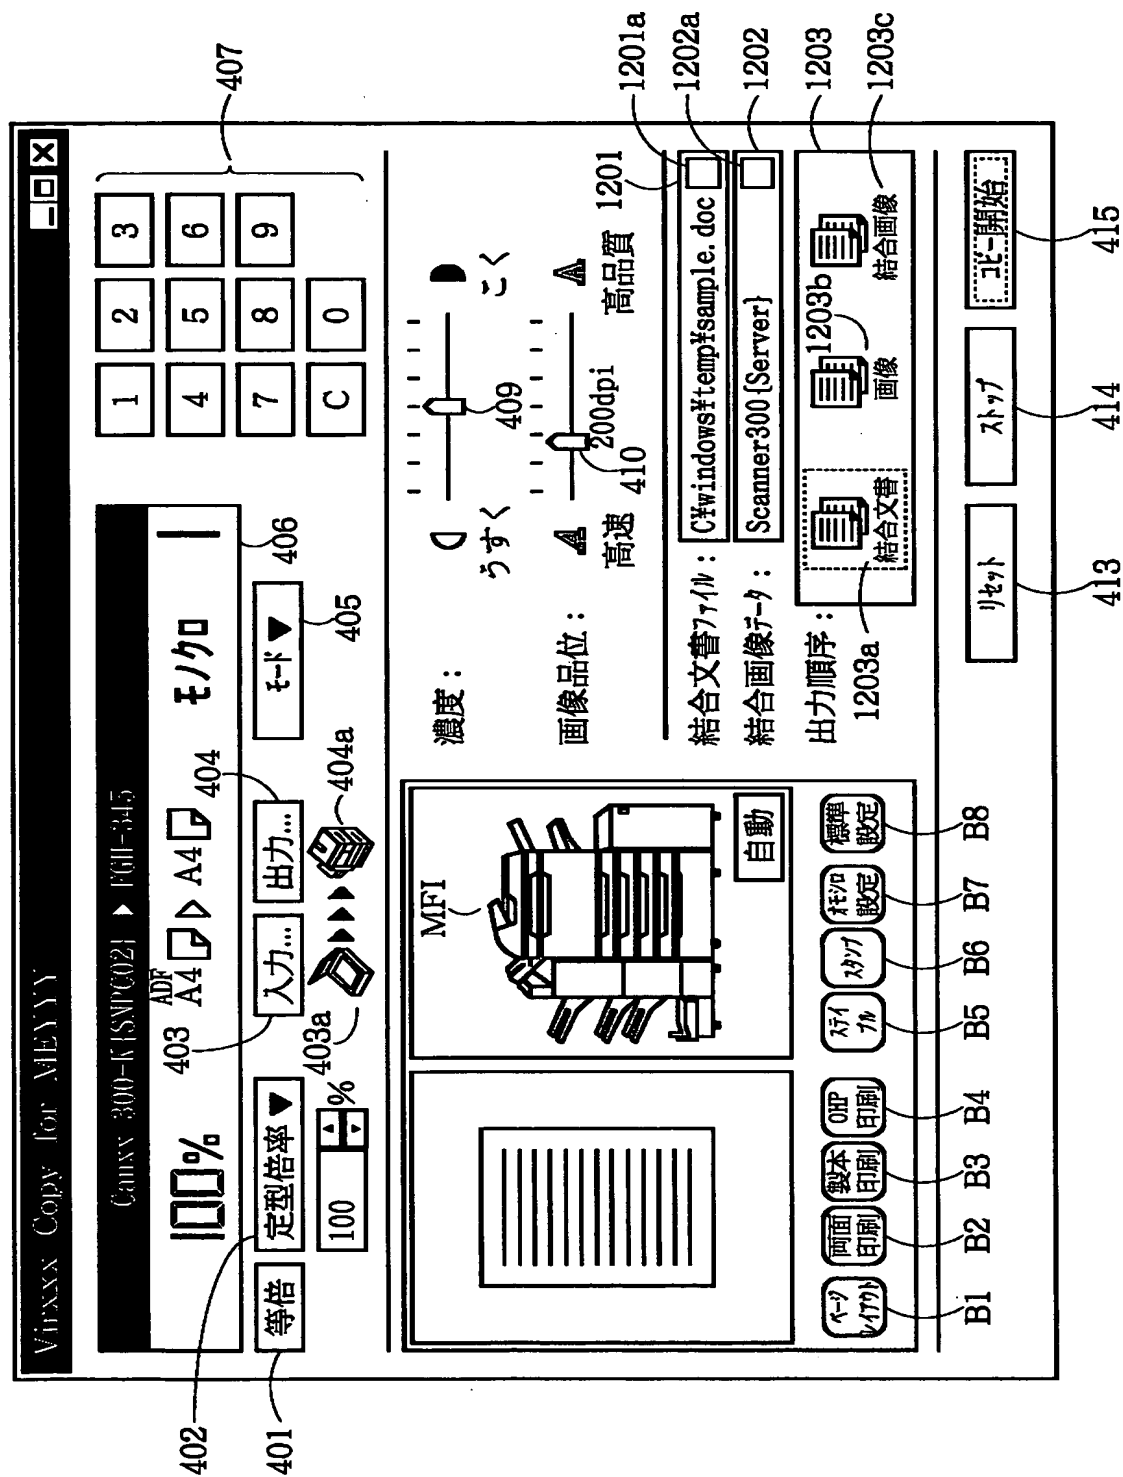 Virxxx Copy for MEYYY
Canxx 300-K{SNPC02} ▶ FGH-345
100% ADF A4 ▷ A4 モノクロ 1
406
1 2 3
4 5 6
7 8 9
C 0
407
等倍
定型倍率 ▼
入力...
出力...
モード ▼
401
402
403
404
405
100 %
403a
404a
濃度：
うすく
こく
409
画像品位：
高速
200dpi
高品質
410
MFI
自動
結合文書ファイル：
C¥windows¥temp¥sample.doc
1201
1201a
結合画像データ：
Scanner300{Server}
1202a
1202
出力順序：
結合文書
画像
結合画像
1203
1203a
1203b
1203c
ページレイアウト
両面印刷
製本印刷
OHP印刷
ステイプル
スタンプ
オモシロ設定
標準設定
B1 B2 B3 B4 B5 B6 B7 B8
リセット
ストップ
コピー開始
413
414
415